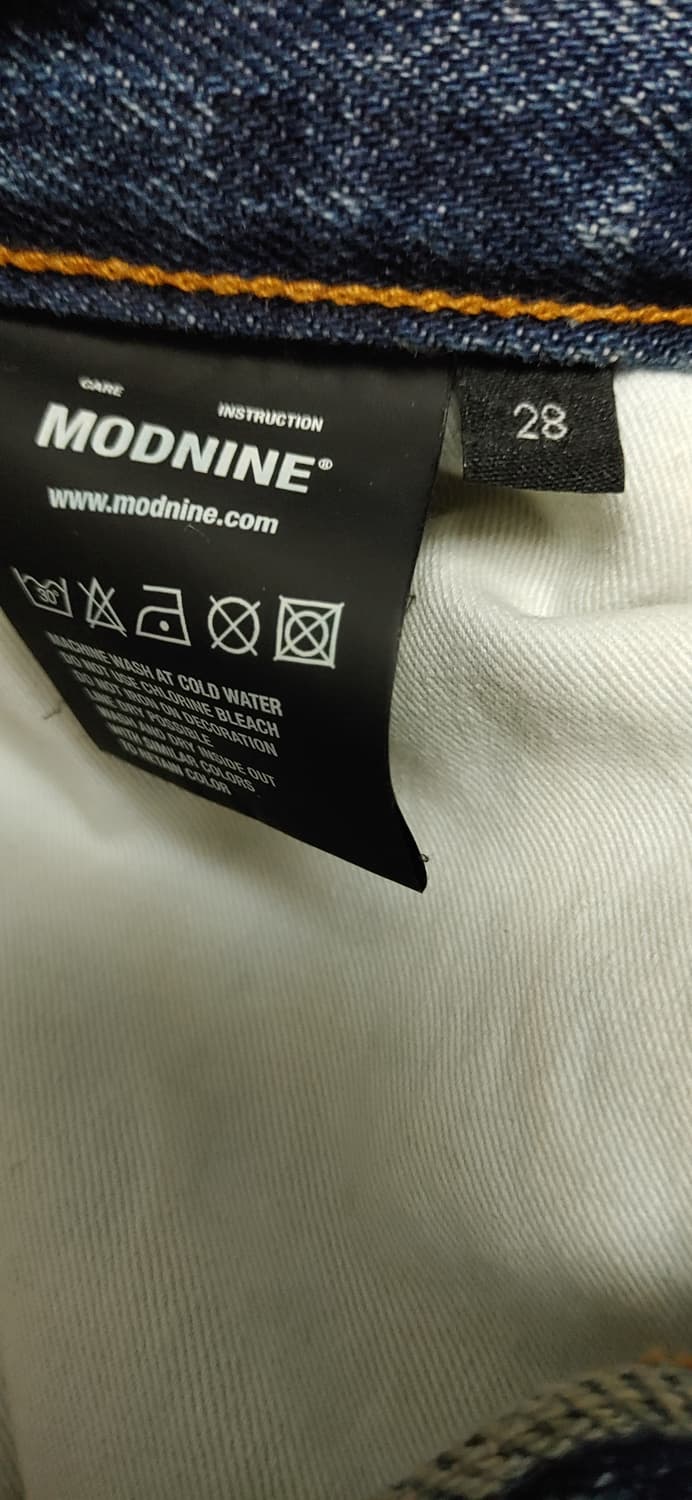 CARE INSTRUCTION
MODNINE®
www.modnine.com
28
30°
MACHINE WASH AT COLD WATER
DO NOT USE CHLORINE BLEACH
DO NOT IRON ON DECORATION
LINE DRY POSSIBLE
WASH AND DRY INSIDE OUT
WITH SIMILAR COLORS
TO RETAIN COLOR